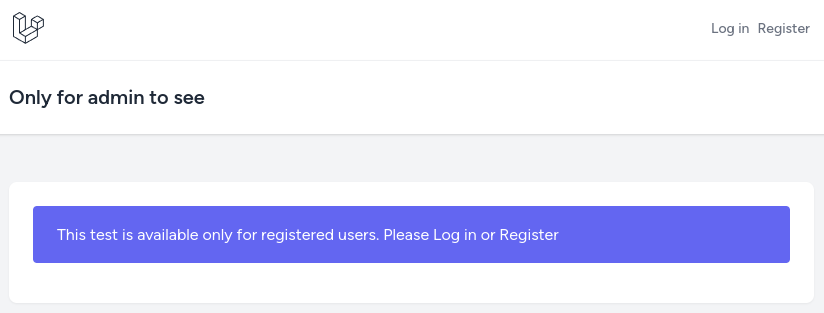 Log in Register
Only for admin to see
This test is available only for registered users. Please Log in or Register